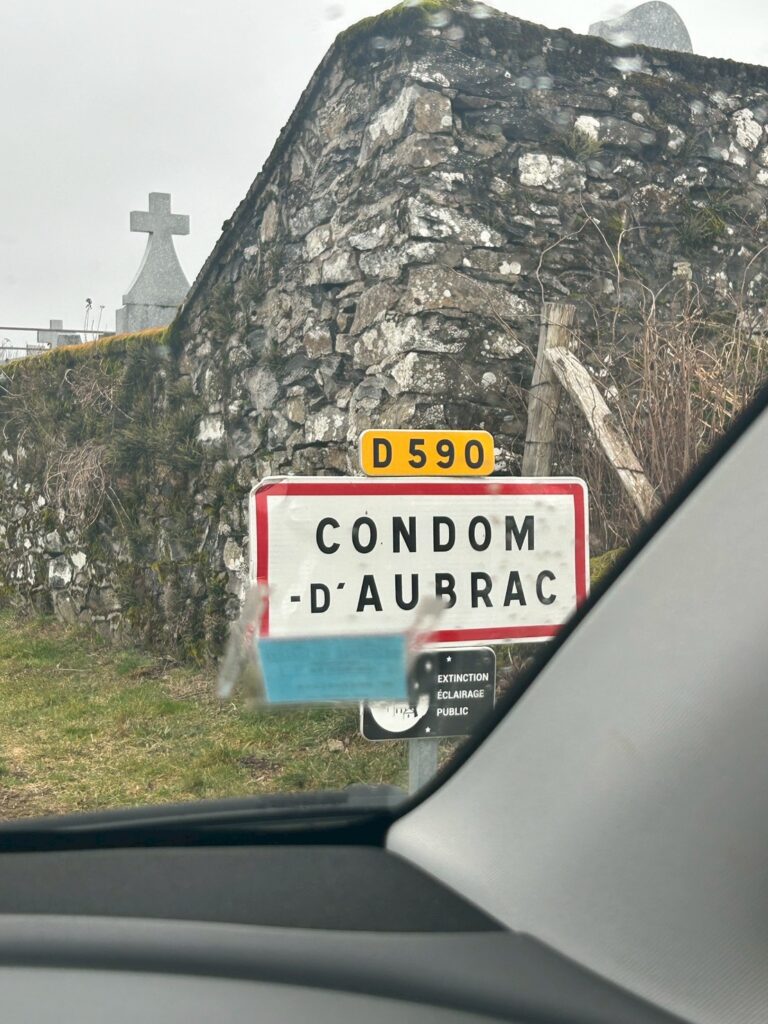 D 590
CONDOM
-D'AUBRAC
EXTINCTION
ÉCLAIRAGE
PUBLIC